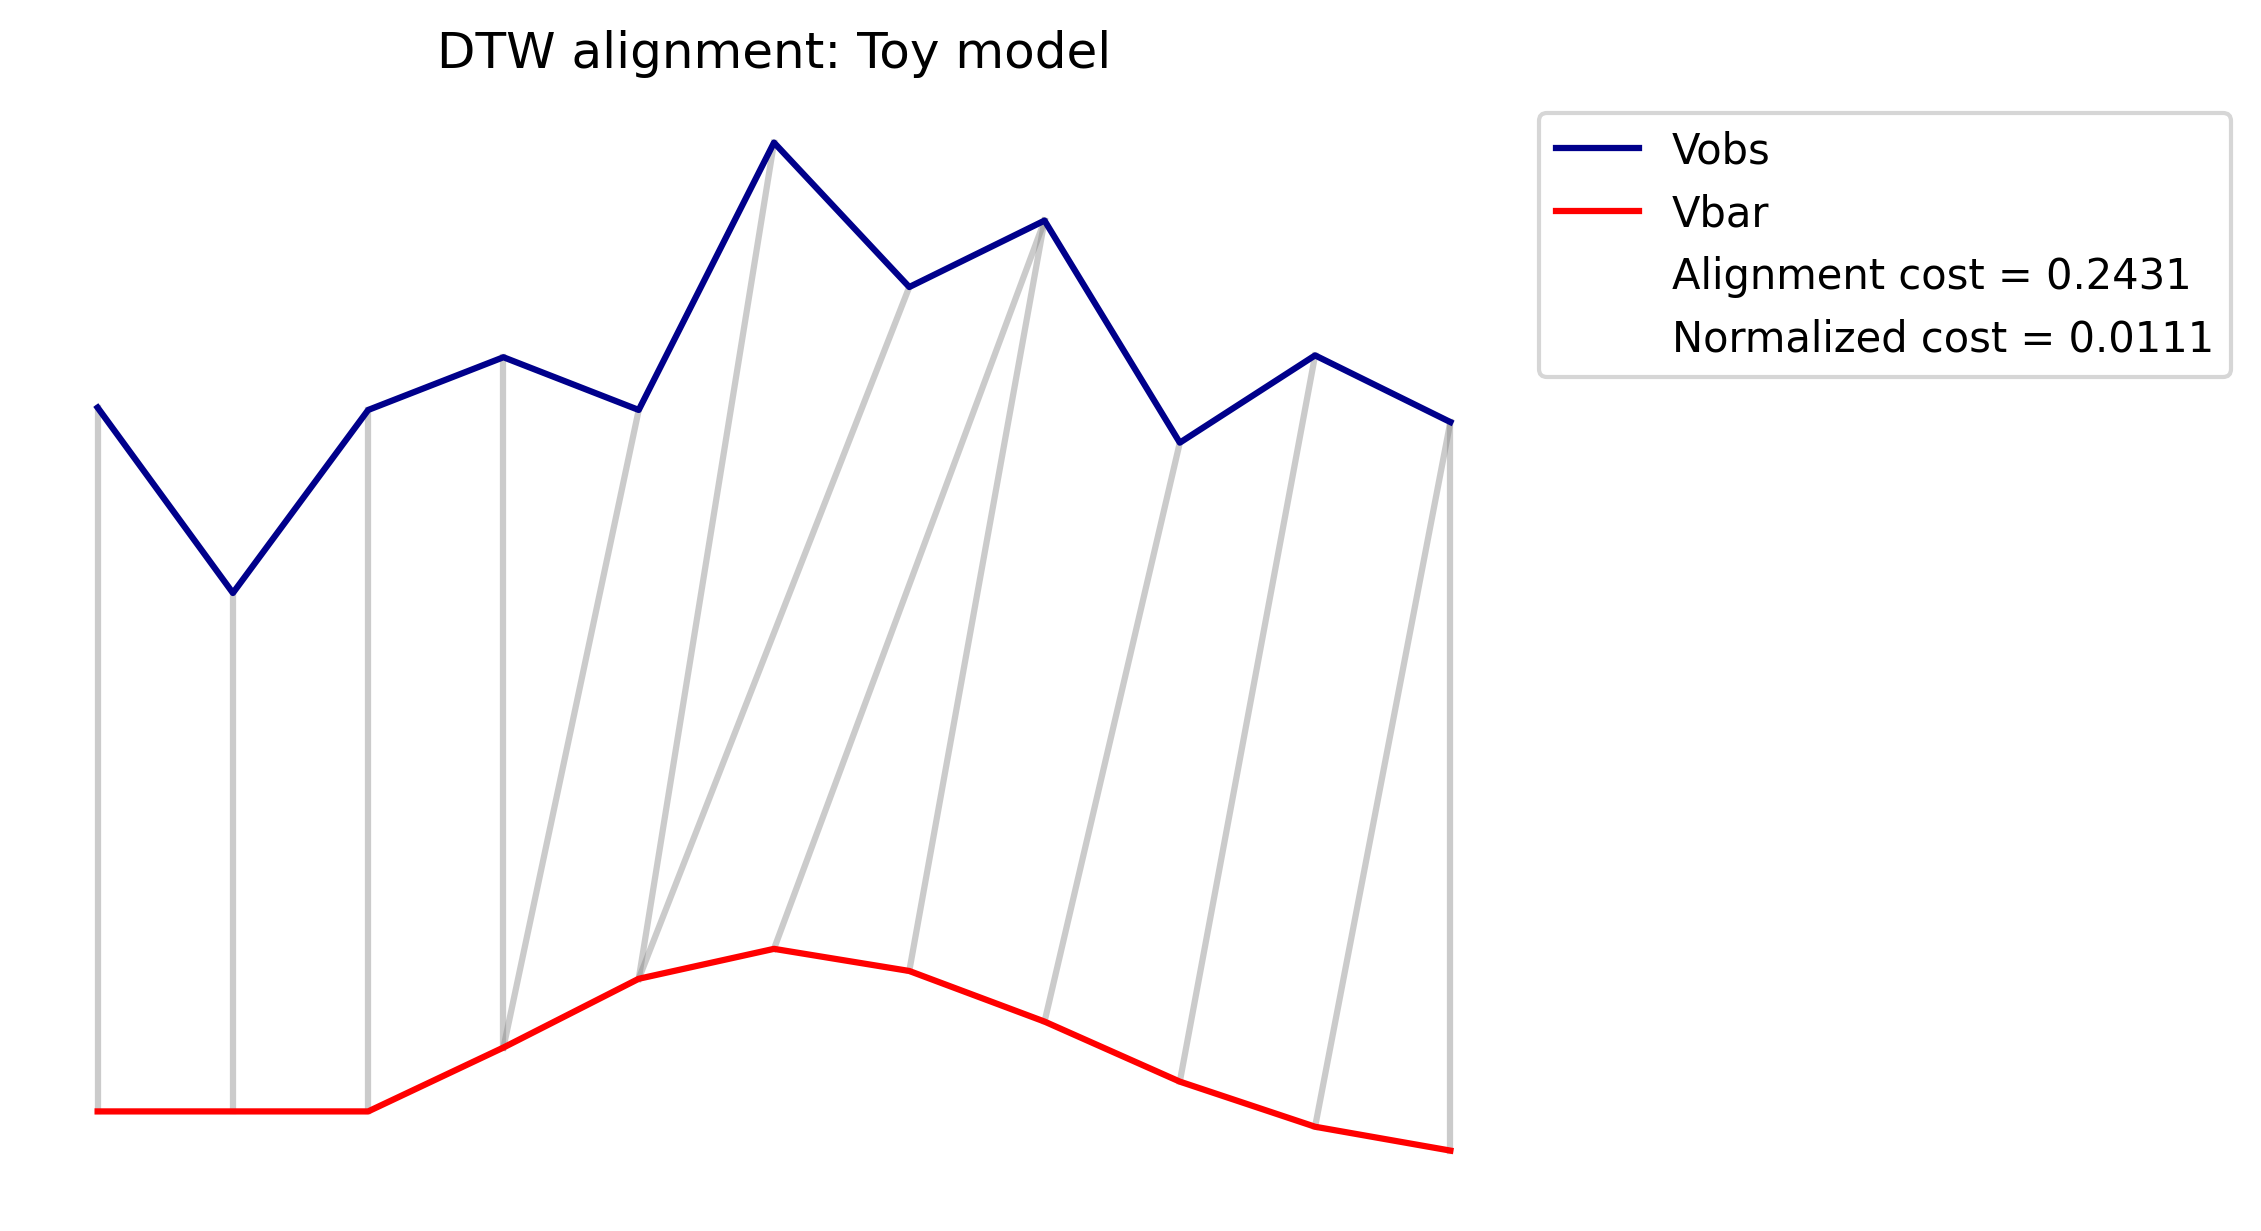 DTW alignment: Toy model
Vobs
Vbar
Alignment cost = 0.2431
Normalized cost = 0.0111